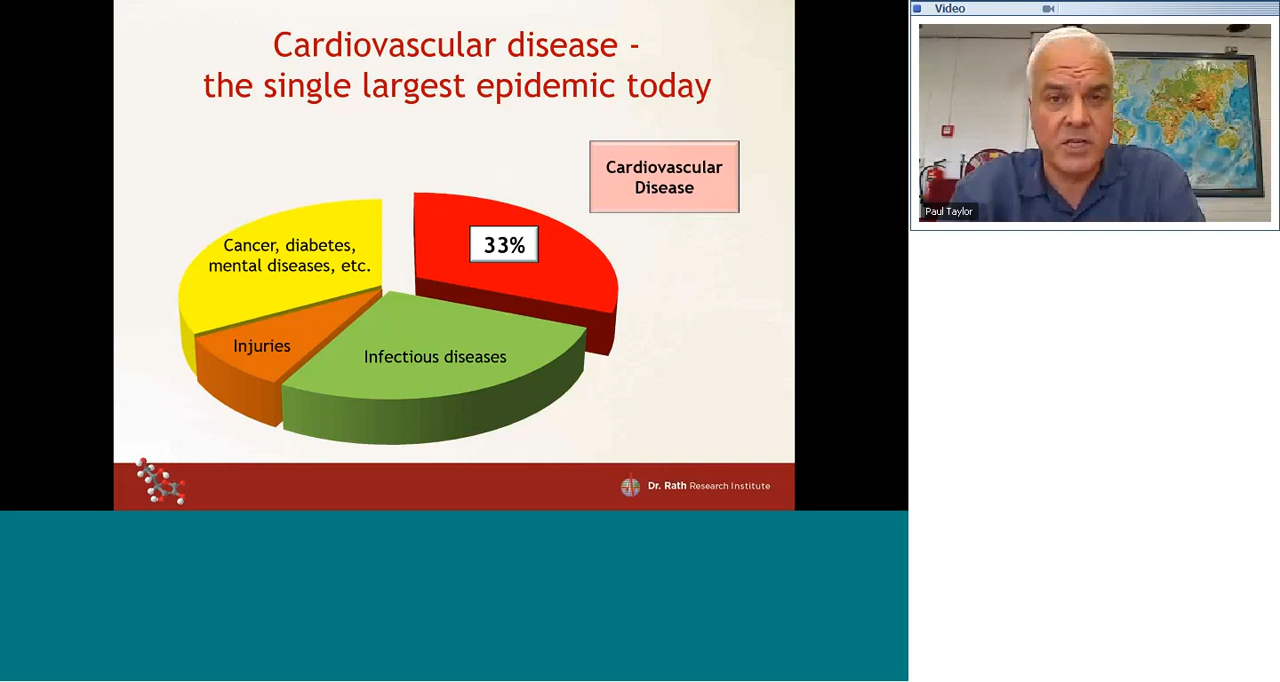 Cardiovascular disease -
the single largest epidemic today
Cardiovascular
Disease
33%
Cancer, diabetes,
mental diseases, etc.
Injuries
Infectious diseases
Dr. Rath Research Institute
Video
Paul Taylor